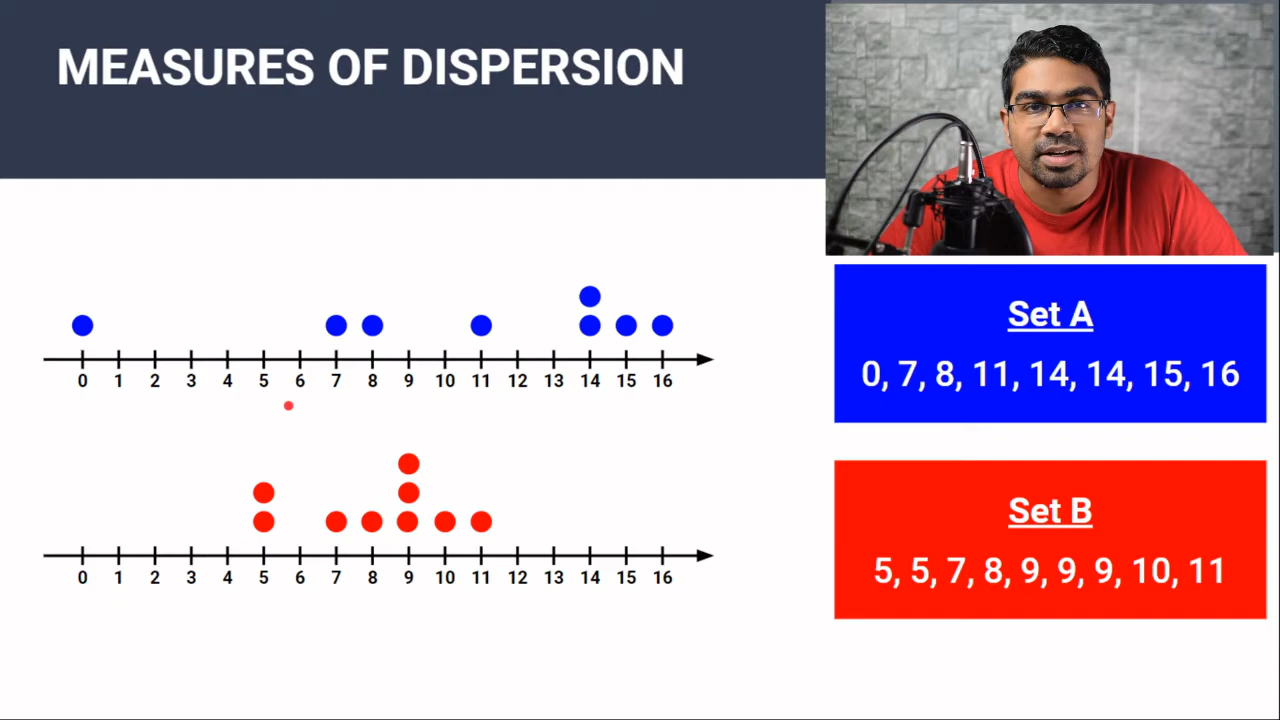 MEASURES OF DISPERSION
Set A
0, 7, 8, 11, 14, 14, 15, 16
0 1 2 3 4 5 6 7 8 9 10 11 12 13 14 15 16
Set B
5, 5, 7, 8, 9, 9, 9, 10, 11
0 1 2 3 4 5 6 7 8 9 10 11 12 13 14 15 16